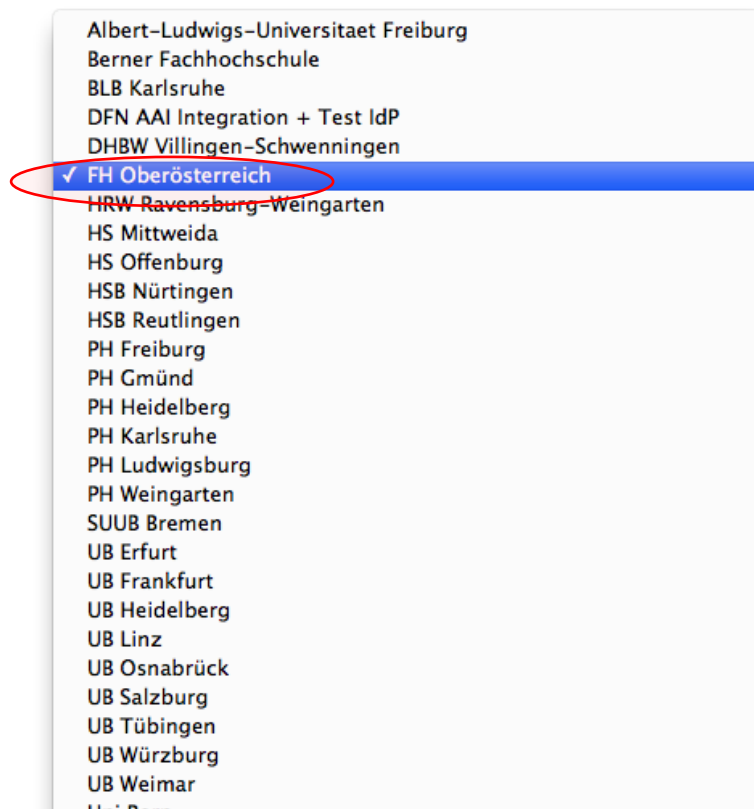 Albert-Ludwigs-Universitaet Freiburg
Berner Fachhochschule
BLB Karlsruhe
DFN AAI Integration + Test IdP
DHBW Villingen-Schwenningen
✓ FH Oberösterreich
HRW Ravensburg-Weingarten
HS Mittweida
HS Offenburg
HSB Nürtingen
HSB Reutlingen
PH Freiburg
PH Gmünd
PH Heidelberg
PH Karlsruhe
PH Ludwigsburg
PH Weingarten
SUUB Bremen
UB Erfurt
UB Frankfurt
UB Heidelberg
UB Linz
UB Osnabrück
UB Salzburg
UB Tübingen
UB Würzburg
UB Weimar